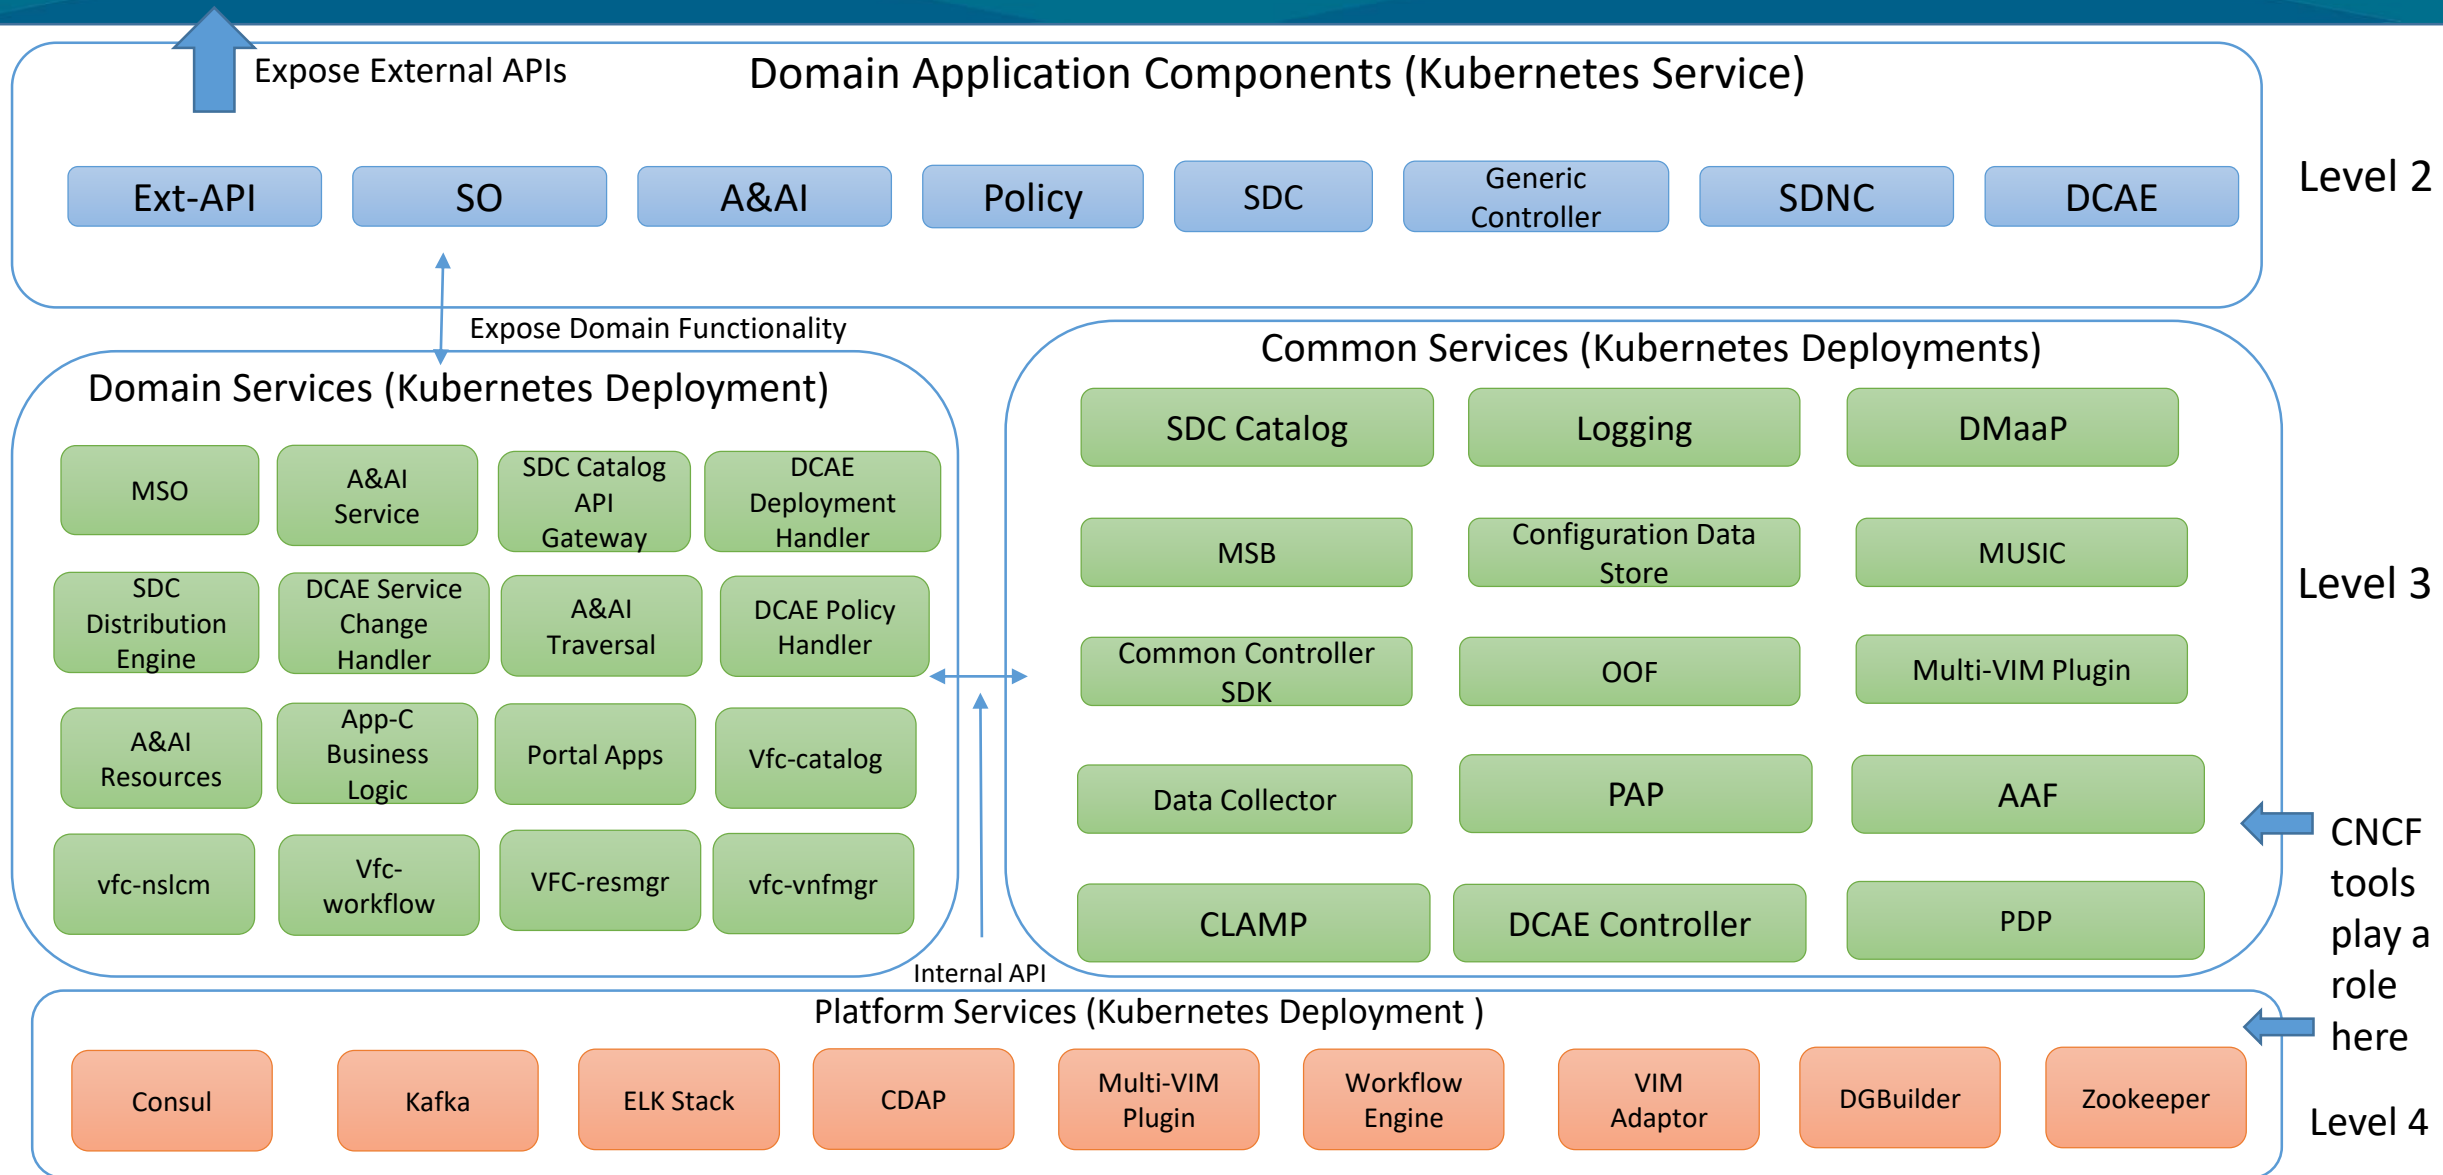 Expose External APIs
Domain Application Components (Kubernetes Service)
Level 2
Ext-API
SO
A&AI
Policy
SDC
Generic
Controller
SDNC
DCAE
Expose Domain Functionality
Domain Services (Kubernetes Deployment)
MSO
A&AI
Service
SDC Catalog
API
Gateway
DCAE
Deployment
Handler
SDC
Distribution
Engine
DCAE Service
Change
Handler
A&AI
Traversal
DCAE Policy
Handler
A&AI
Resources
App-C
Business
Logic
Portal Apps
Vfc-catalog
vfc-nslcm
Vfc-
workflow
VFC-resmgr
vfc-vnfmgr
Common Services (Kubernetes Deployments)
SDC Catalog
Logging
DMaaP
MSB
Configuration Data
Store
MUSIC
Common Controller
SDK
OOF
Multi-VIM Plugin
Data Collector
PAP
AAF
CLAMP
DCAE Controller
PDP
Level 3
Internal API
CNCF
tools
play a
role
here
Platform Services (Kubernetes Deployment )
Consul
Kafka
ELK Stack
CDAP
Multi-VIM
Plugin
Workflow
Engine
VIM
Adaptor
DGBuilder
Zookeeper
Level 4